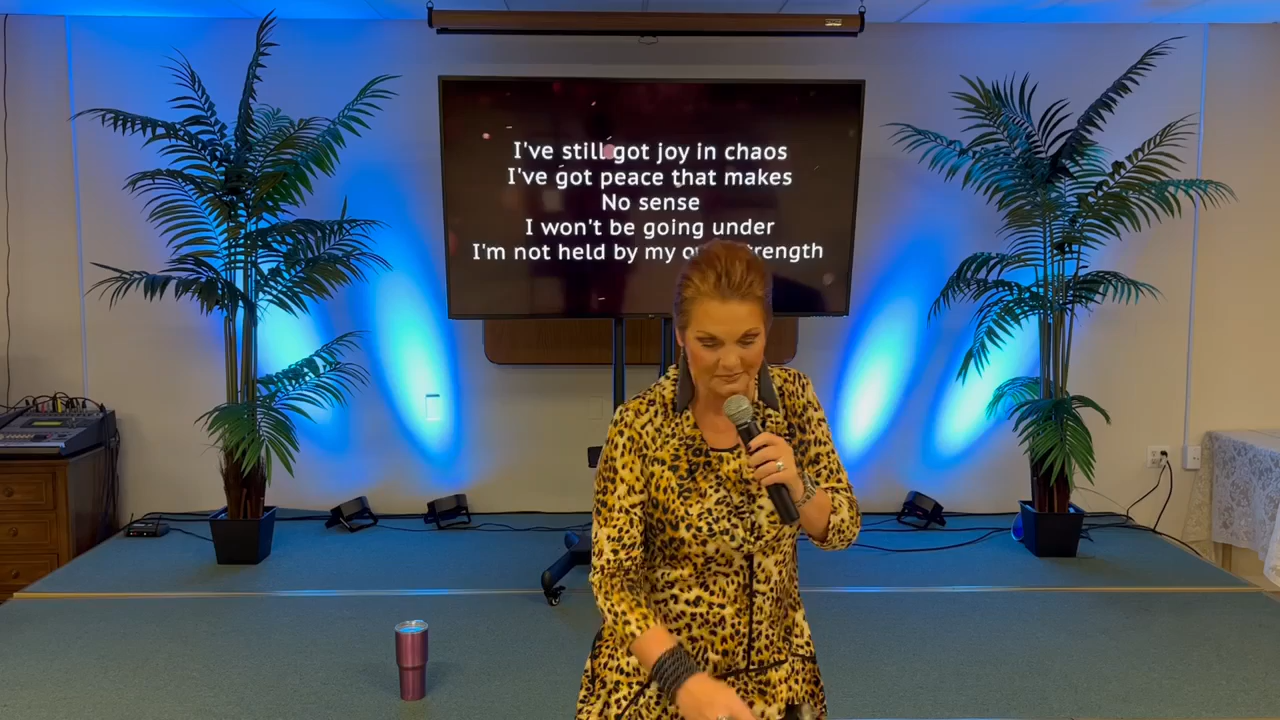 I've still got joy in chaos
I've got peace that makes
No sense
I won't be going under
I'm not held by my strength